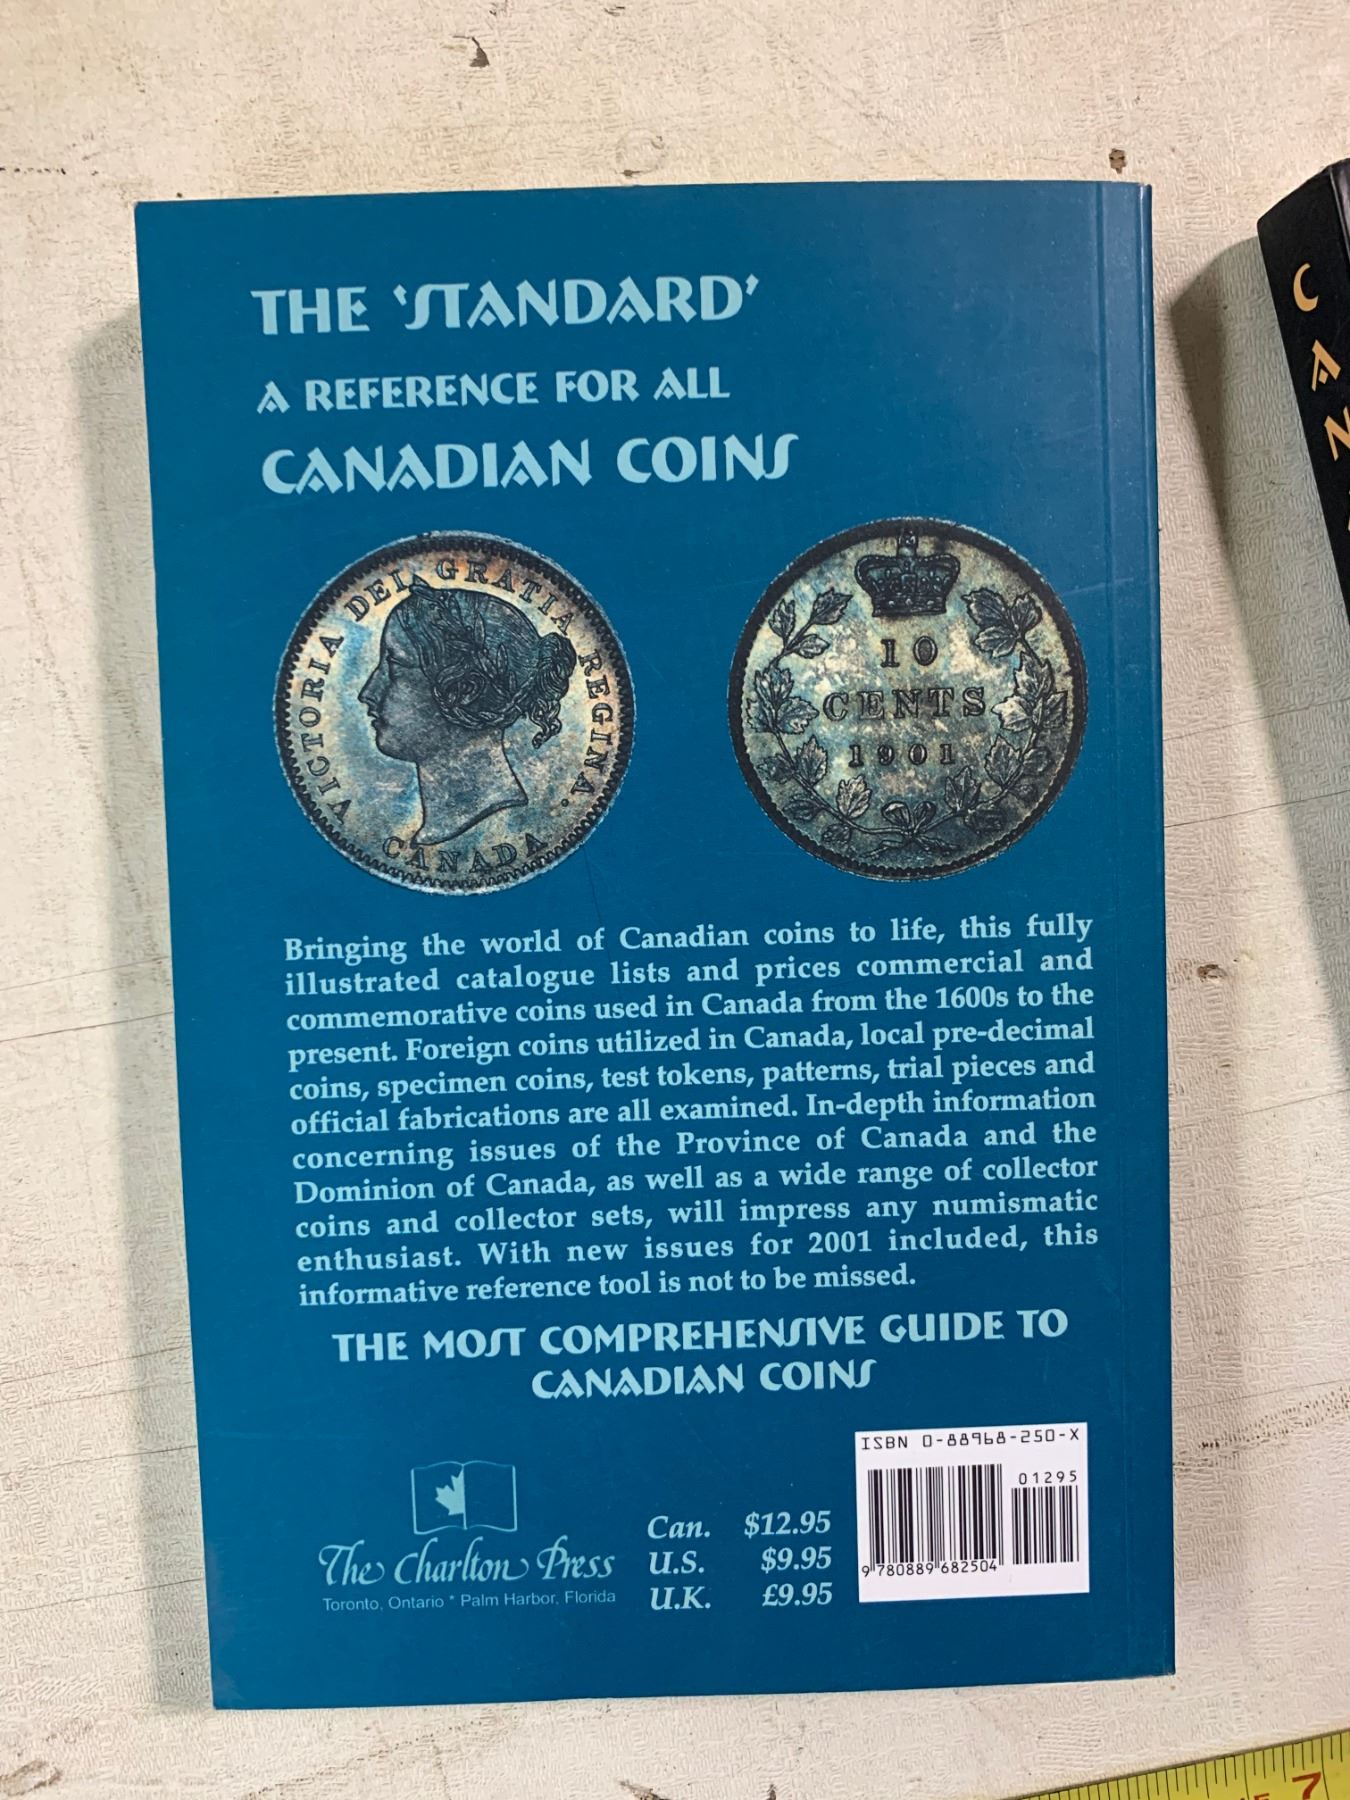 THE 'STANDARD'
A REFERENCE FOR ALL
CANADIAN COINS
VICTORIA DEI GRATIA REGINA.
CANADA
10
CENTS
1901
Bringing the world of Canadian coins to life, this fully
illustrated catalogue lists and prices commercial and
commemorative coins used in Canada from the 1600s to the
present. Foreign coins utilized in Canada, local pre-decimal
coins, specimen coins, test tokens, patterns, trial pieces and
official fabrications are all examined. In-depth information
concerning issues of the Province of Canada and the
Dominion of Canada, as well as a wide range of collector
coins and collector sets, will impress any numismatic
enthusiast. With new issues for 2001 included, this
informative reference tool is not to be missed.
THE MOST COMPREHENSIVE GUIDE TO
CANADIAN COINS
The Charlton Press
Toronto, Ontario * Palm Harbor, Florida
Can. $12.95
U.S. $9.95
U.K. £9.95
ISBN 0-88968-250-X
01295
9 780889 682504
C
A
N
7